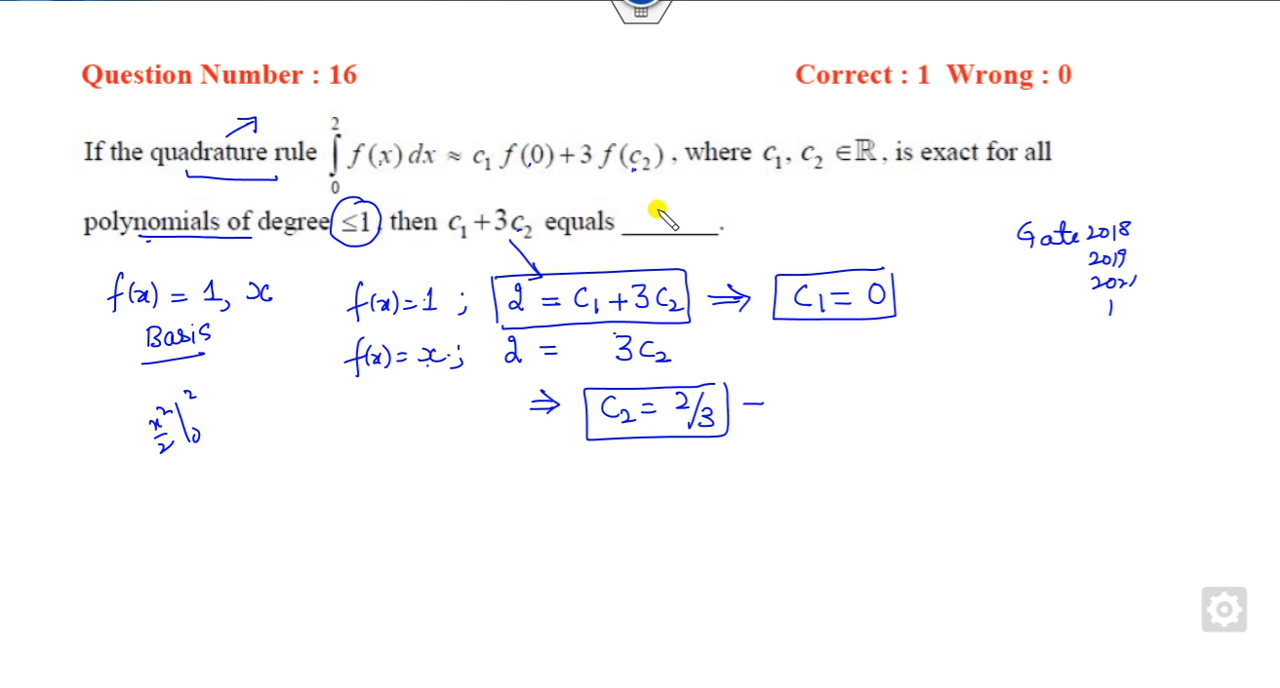 Question Number : 16
Correct : 1 Wrong : 0
If the quadrature rule ∫₀² f(x) dx ≈ c₁ f(0) + 3 f(c₂), where c₁, c₂ ∈ ℝ, is exact for all
polynomials of degree ≤1, then c₁ + 3c₂ equals ______.
Gate 2018
2019
2021
1
f(x) = 1, x
Basis
x²/2 |₀²
f(x) = 1 ; 2 = C₁ + 3C₂ ⇒ C₁ = 0
f(x) = x ; 2 = 3C₂
⇒ C₂ = 2/3 –